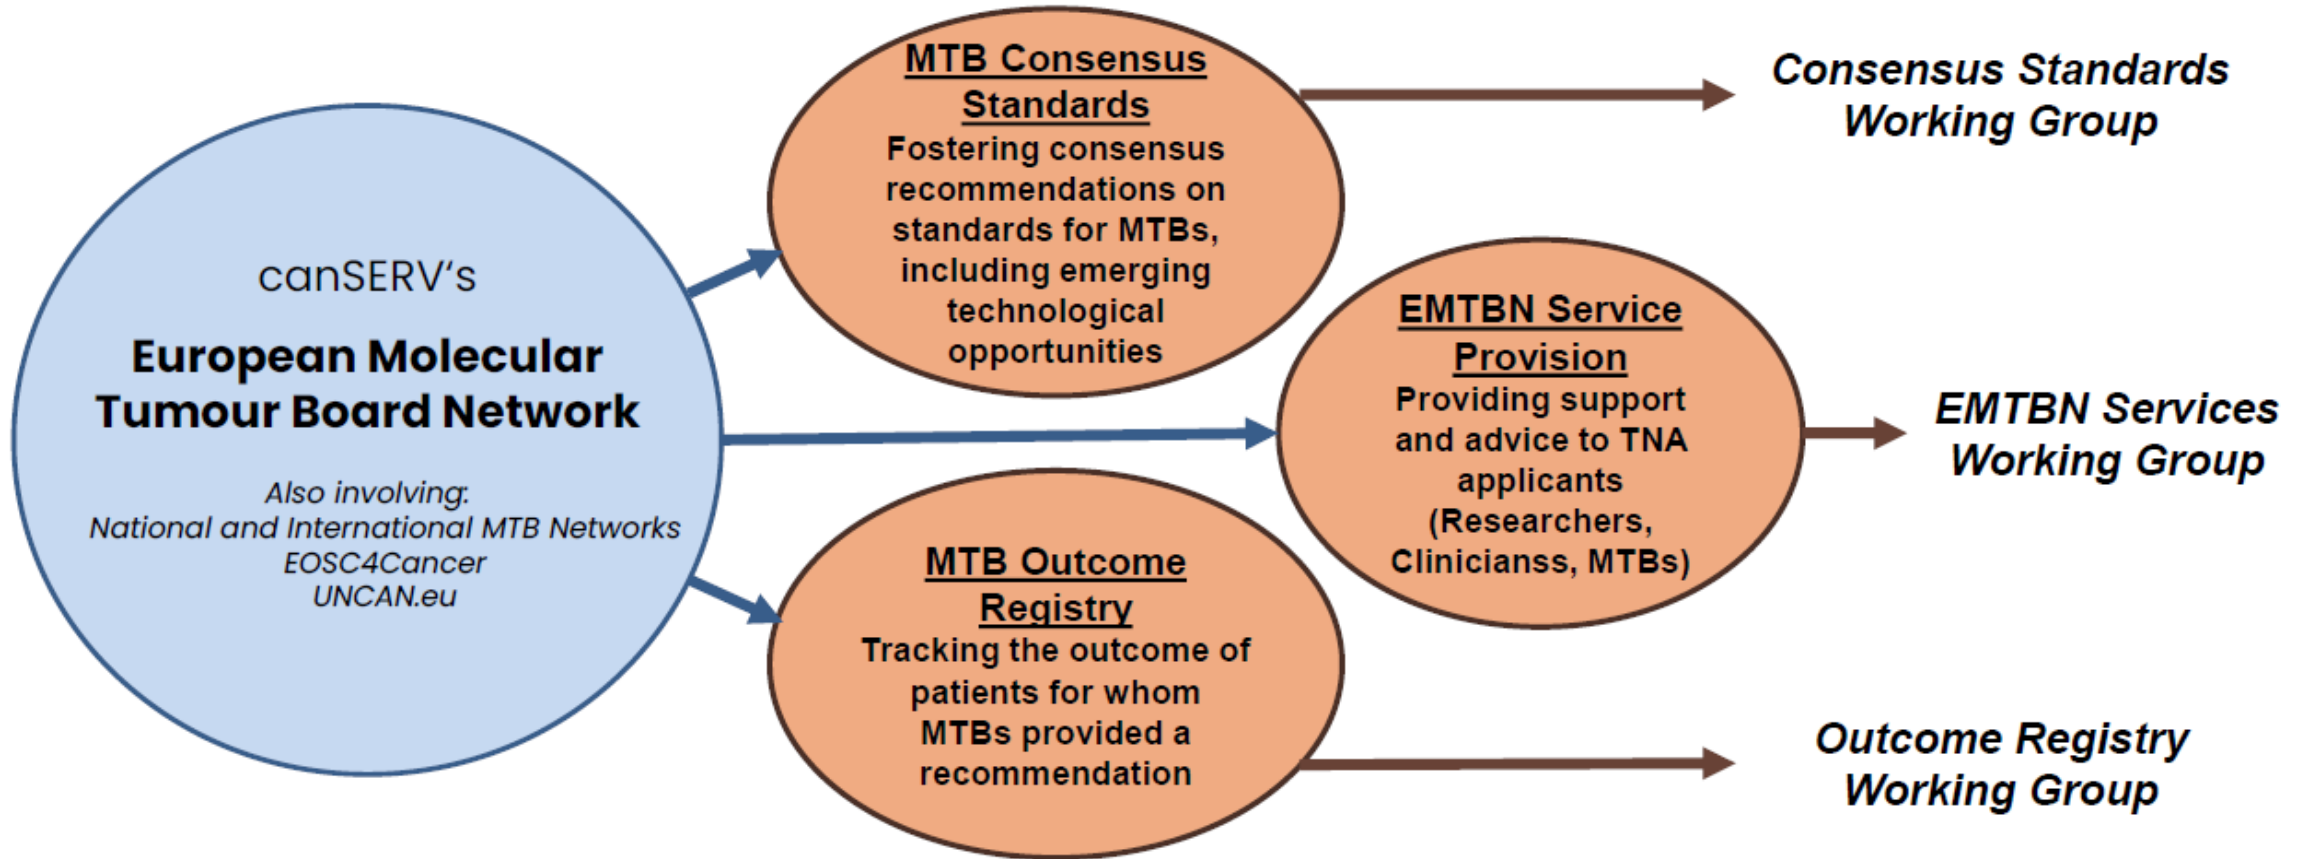 canSERV‘s
European Molecular
Tumour Board Network
Also involving:
National and International MTB Networks
EOSC4Cancer
UNCAN.eu
MTB Consensus
Standards
Fostering consensus
recommendations on
standards for MTBs,
including emerging
technological
opportunities
Consensus Standards
Working Group
EMTBN Service
Provision
Providing support
and advice to TNA
applicants
(Researchers,
Clinicianss, MTBs)
EMTBN Services
Working Group
MTB Outcome
Registry
Tracking the outcome of
patients for whom
MTBs provided a
recommendation
Outcome Registry
Working Group